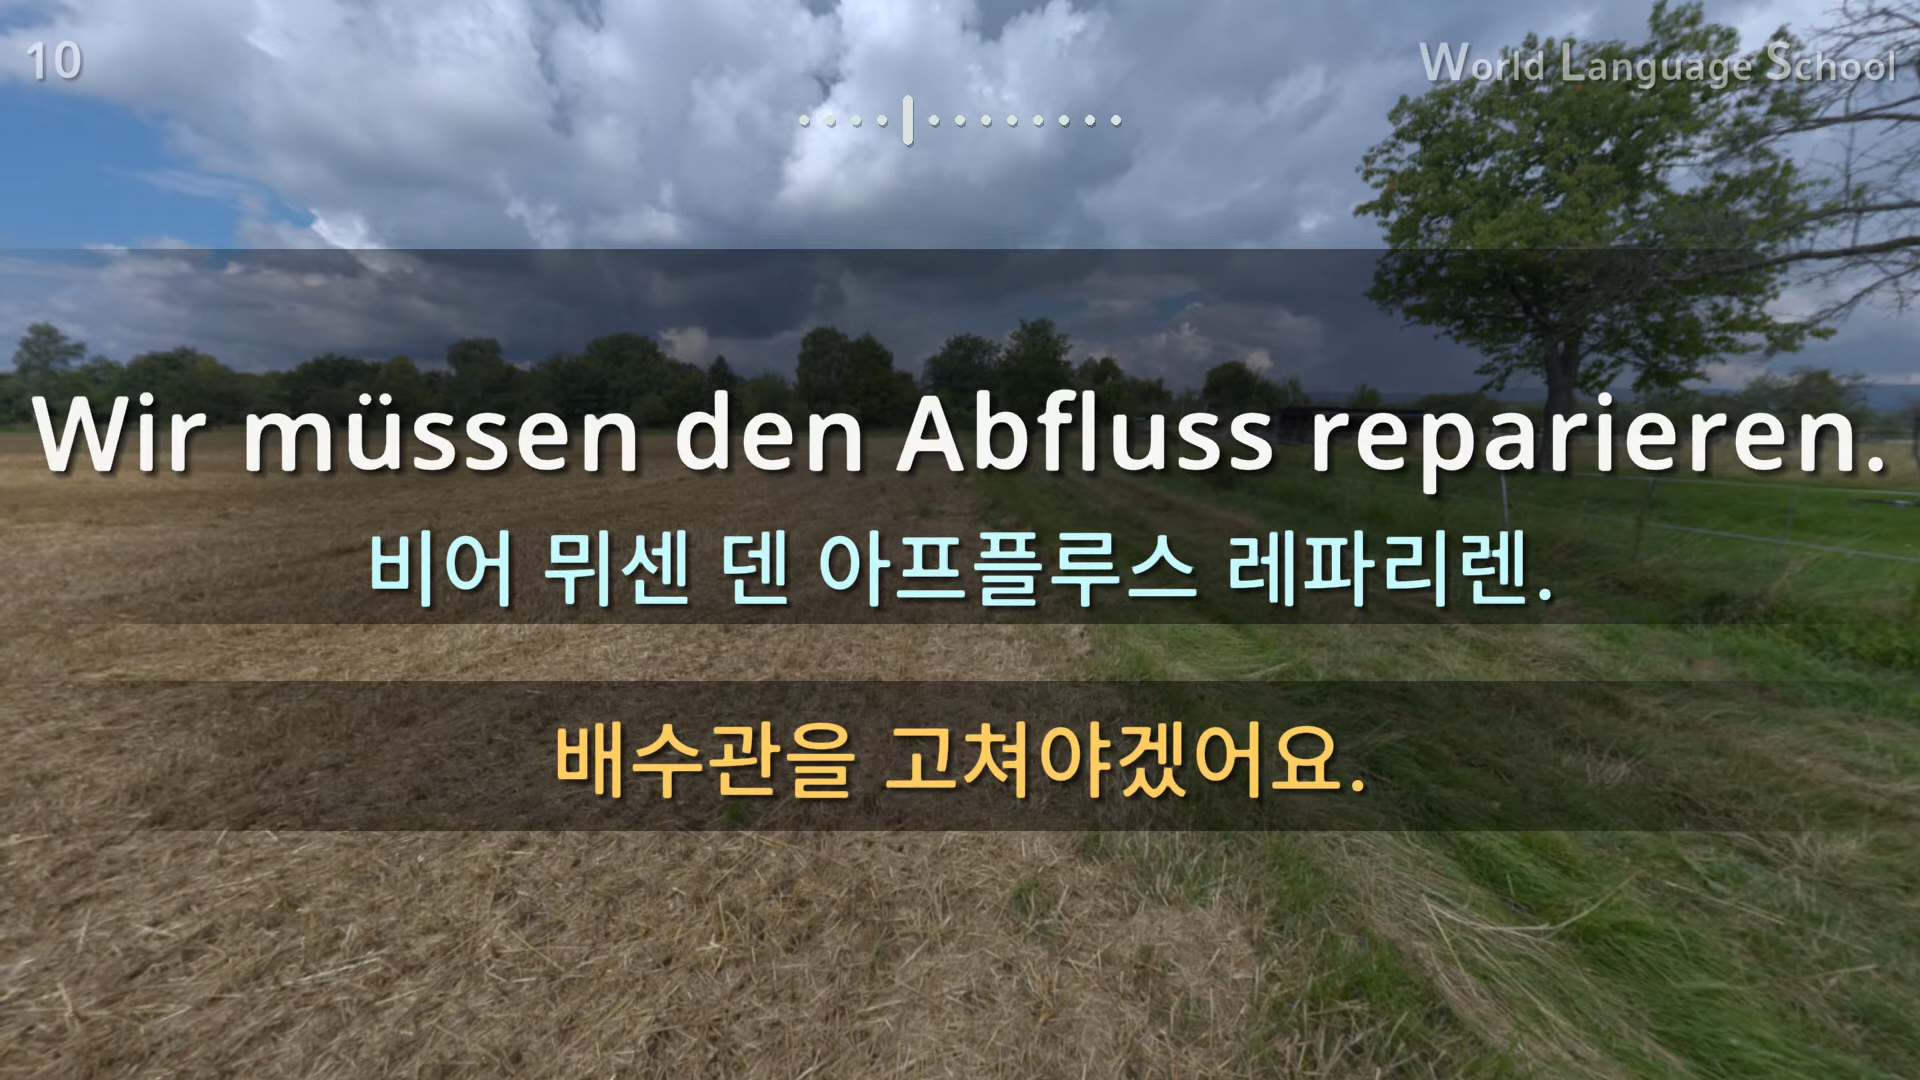 10
World Language School
Wir müssen den Abfluss reparieren.
비어 뮈센 덴 아프플루스 레파리렌.
배수관을 고쳐야겠어요.